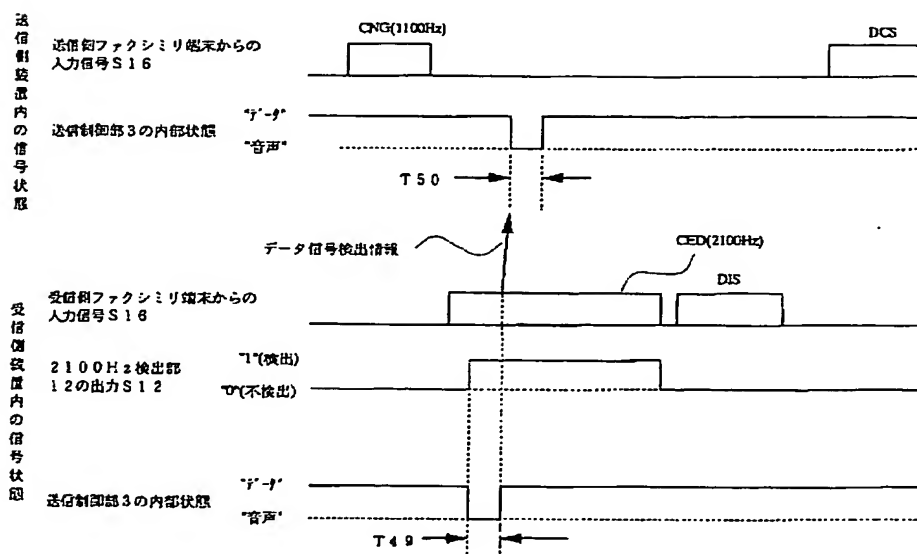 送信側装置内の信号状態
CNG(1100Hz)
DCS
送信側ファクシミリ端末からの
入力信号S16
"データ"
送信制御部3の内部状態
"音声"
T50
データ信号検出情報
CED(2100Hz)
受信側装置内の信号状態
DIS
受信側ファクシミリ端末からの
入力信号S16
"1"(検出)
2100Hz検出部
12の出力S12
"0"(不検出)
"データ"
送信制御部3の内部状態
"音声"
T49